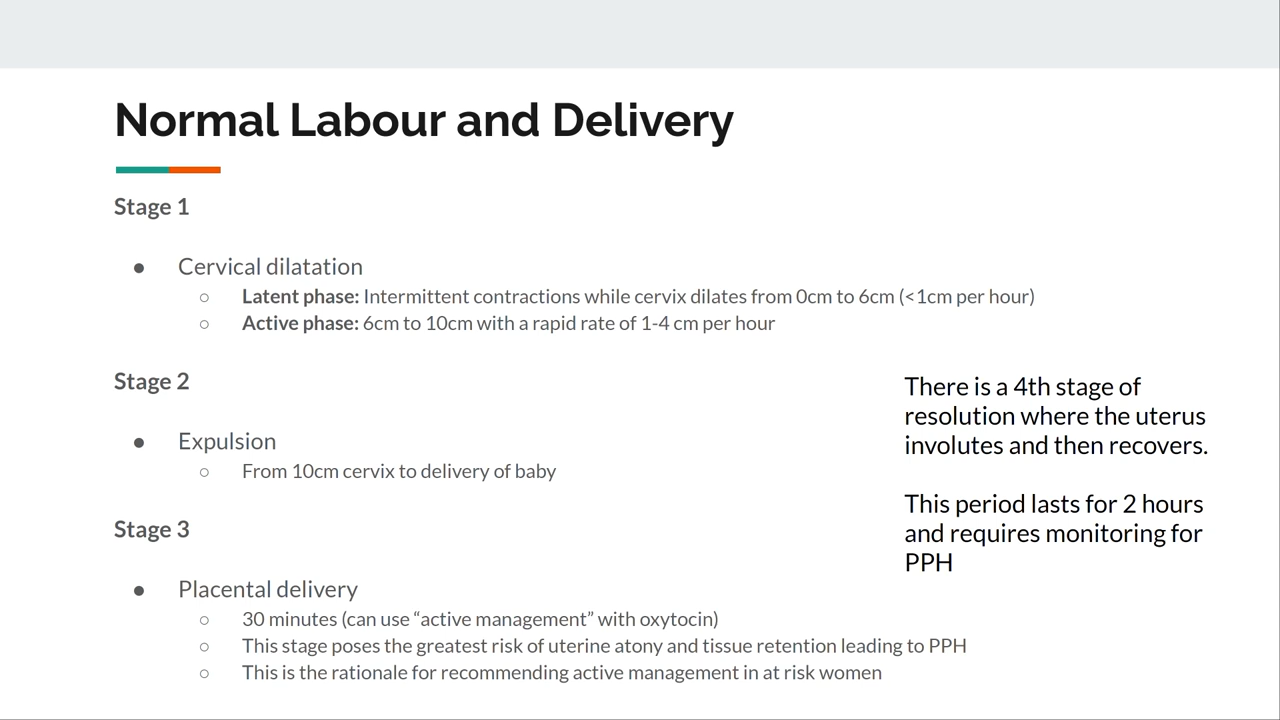 Normal Labour and Delivery
Stage 1
● Cervical dilatation
○ Latent phase: Intermittent contractions while cervix dilates from 0cm to 6cm (<1cm per hour)
○ Active phase: 6cm to 10cm with a rapid rate of 1-4 cm per hour
Stage 2
● Expulsion
○ From 10cm cervix to delivery of baby
Stage 3
● Placental delivery
○ 30 minutes (can use “active management” with oxytocin)
○ This stage poses the greatest risk of uterine atony and tissue retention leading to PPH
○ This is the rationale for recommending active management in at risk women
There is a 4th stage of
resolution where the uterus
involutes and then recovers.
This period lasts for 2 hours
and requires monitoring for
PPH